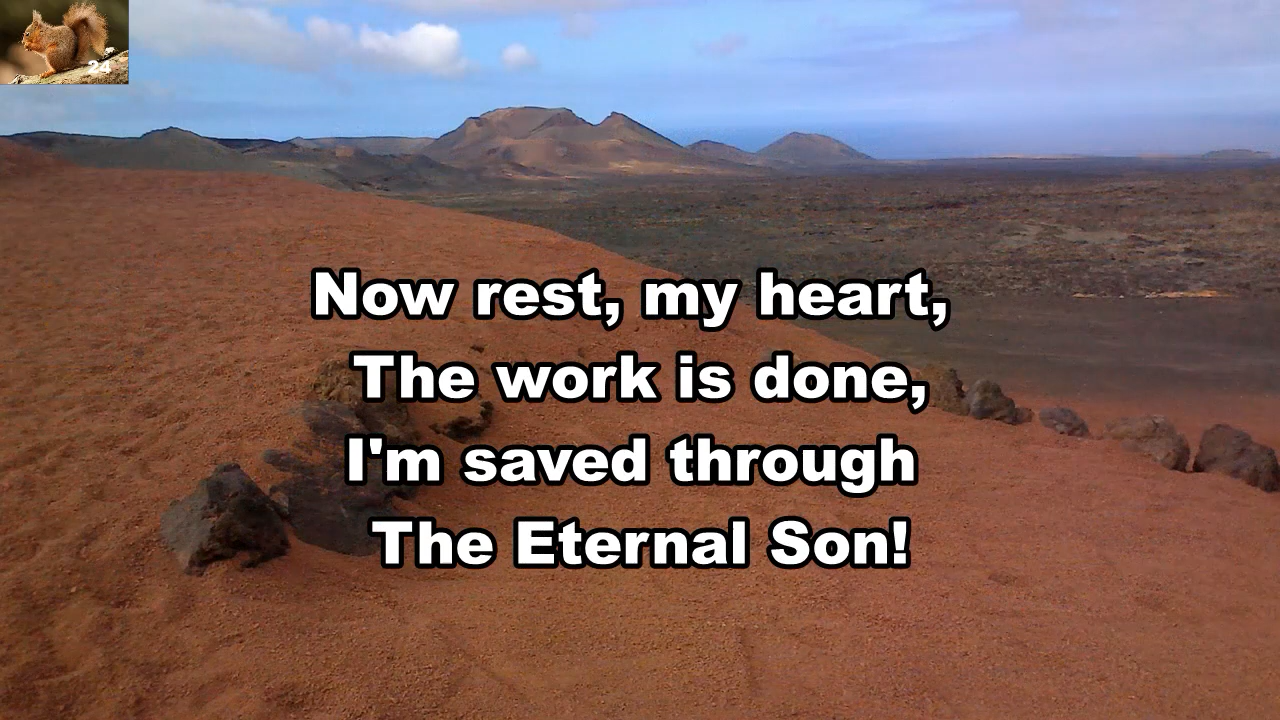 24
Now rest, my heart,
The work is done,
I'm saved through
The Eternal Son!